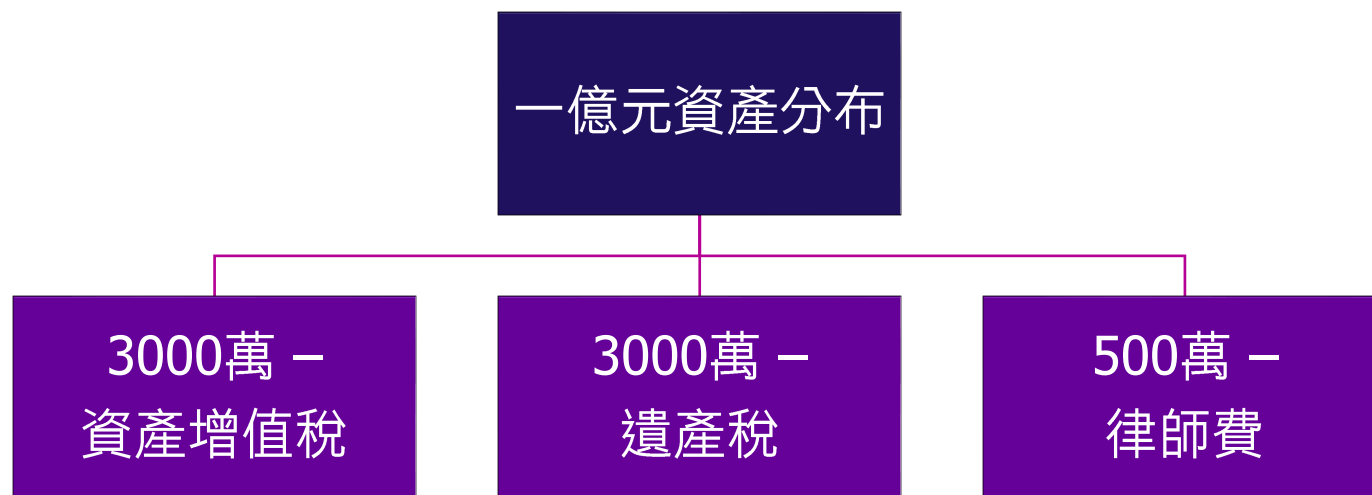 一億元資產分布
3000萬 –
資產增值稅
3000萬 –
遺產稅
500萬 –
律師費